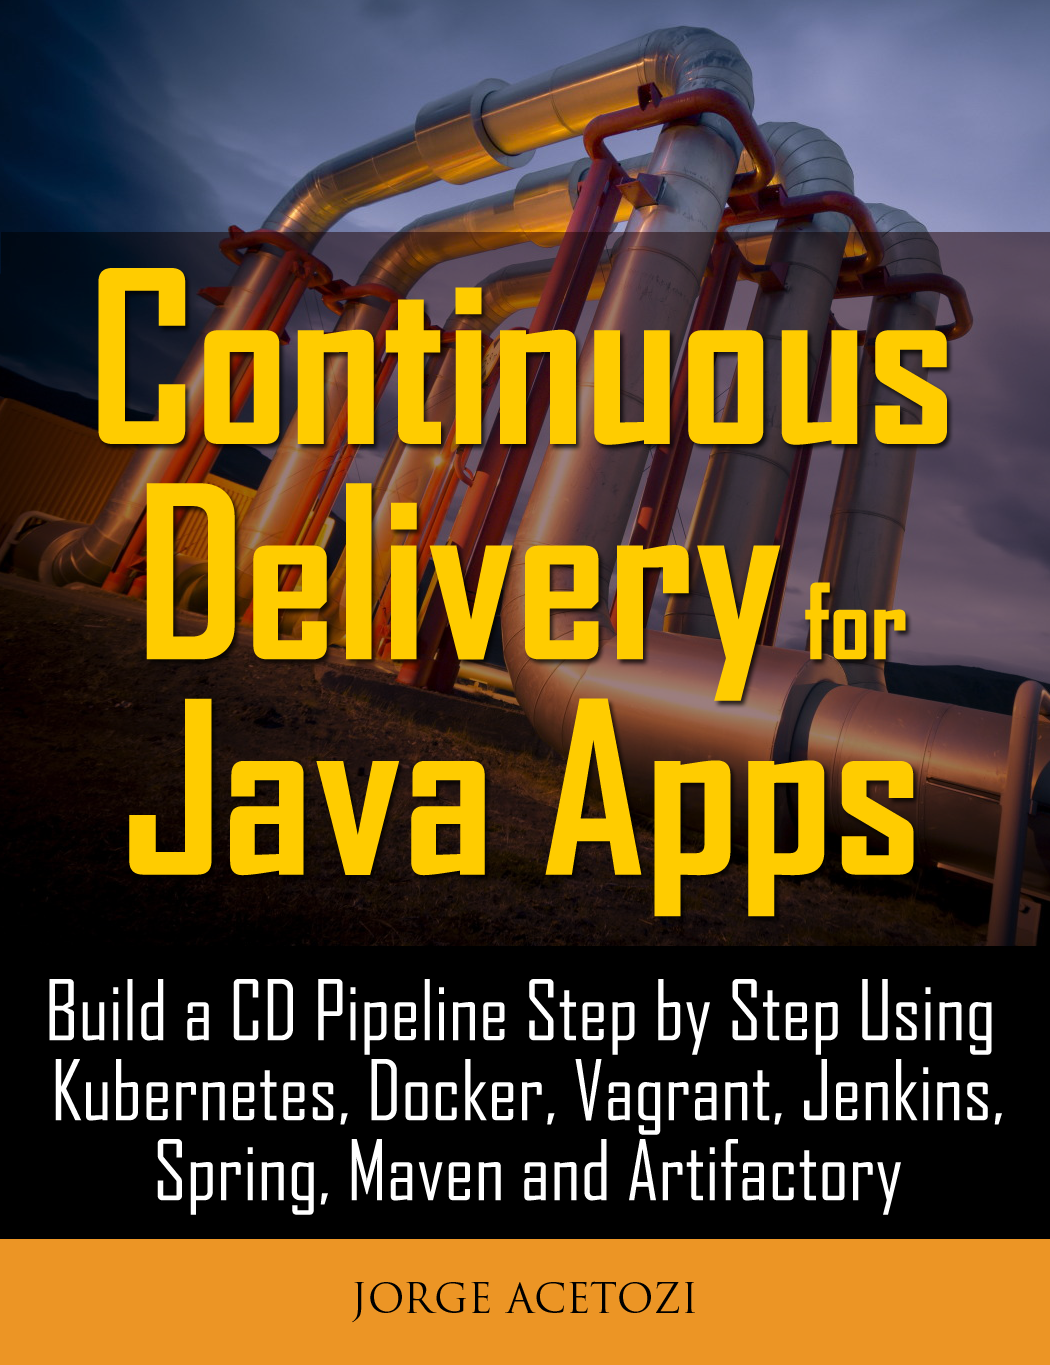 Continuous
Delivery for
Java Apps
Build a CD Pipeline Step by Step Using
Kubernetes, Docker, Vagrant, Jenkins,
Spring, Maven and Artifactory
JORGE ACETOZI